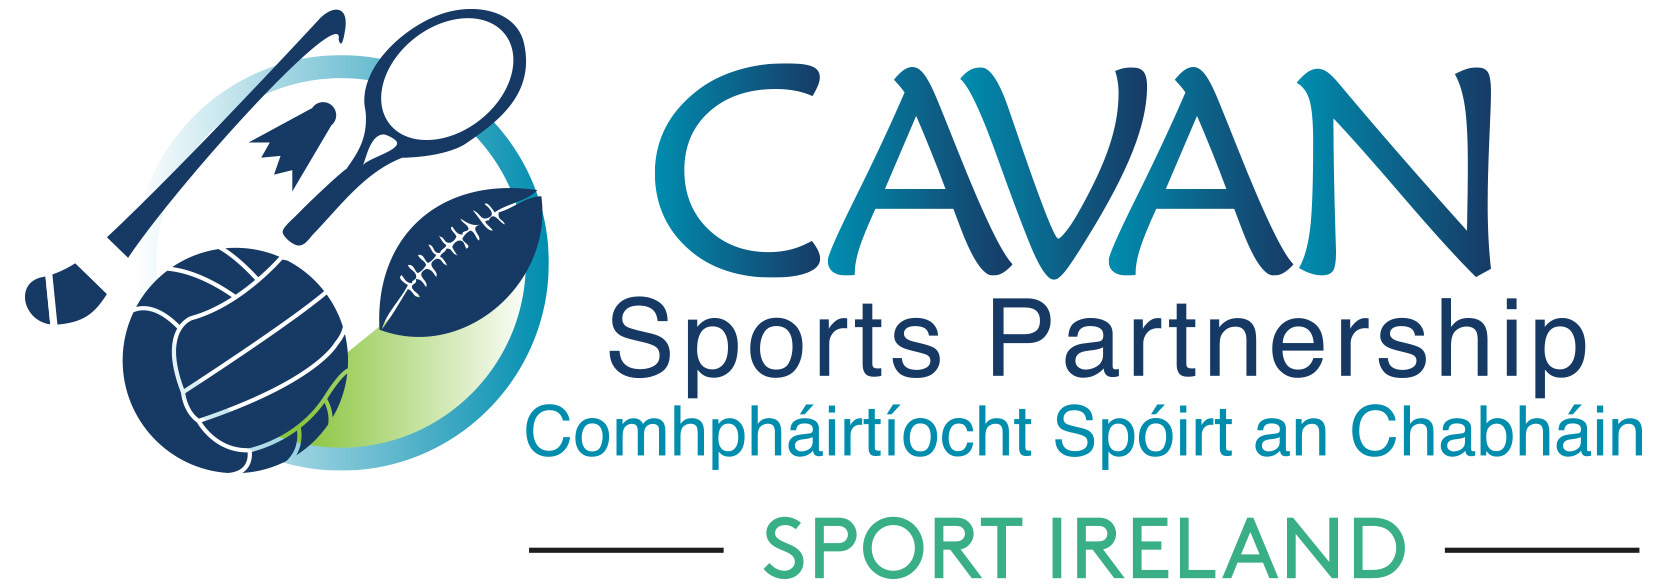 CAVAN
Sports Partnership
Comhpháirtíocht Spóirt an Chabháin
SPORT IRELAND